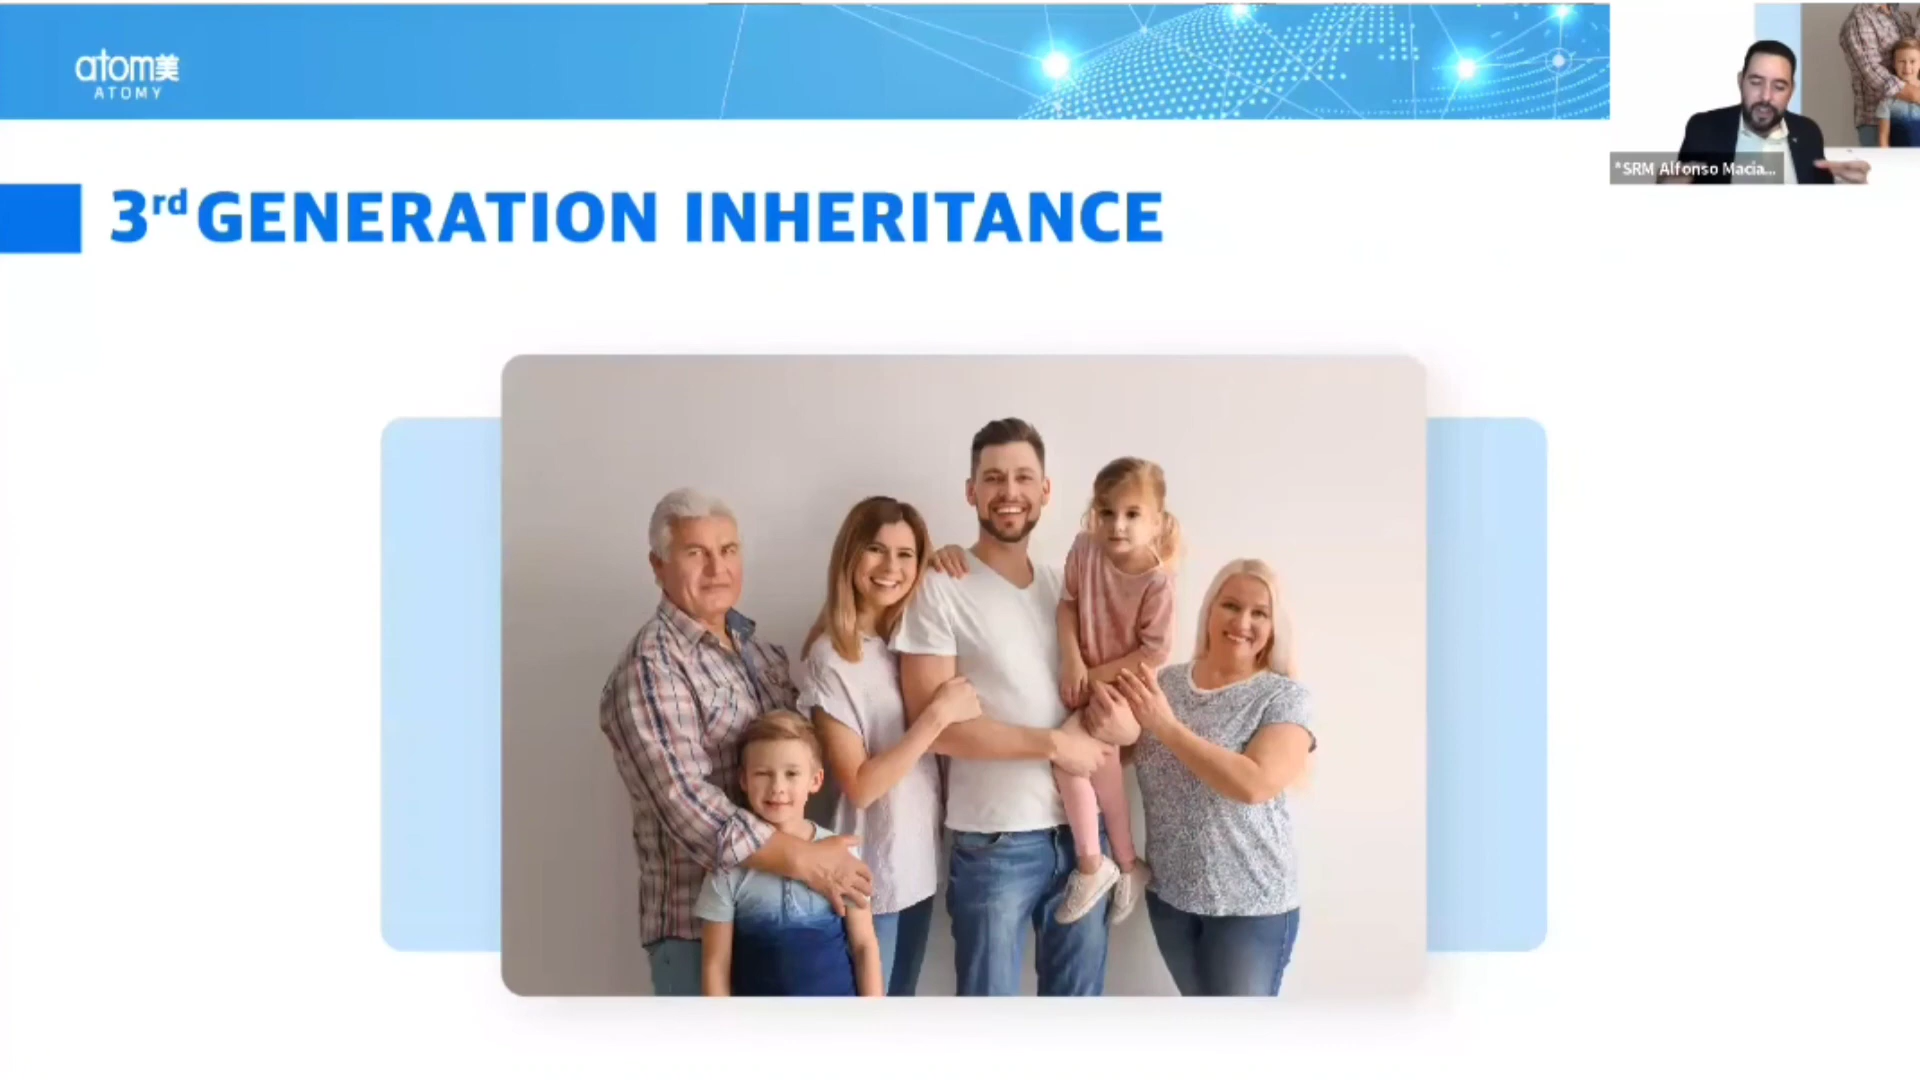 atom美
ATOMY
*SRM Alfonso Macia...
3rd GENERATION INHERITANCE